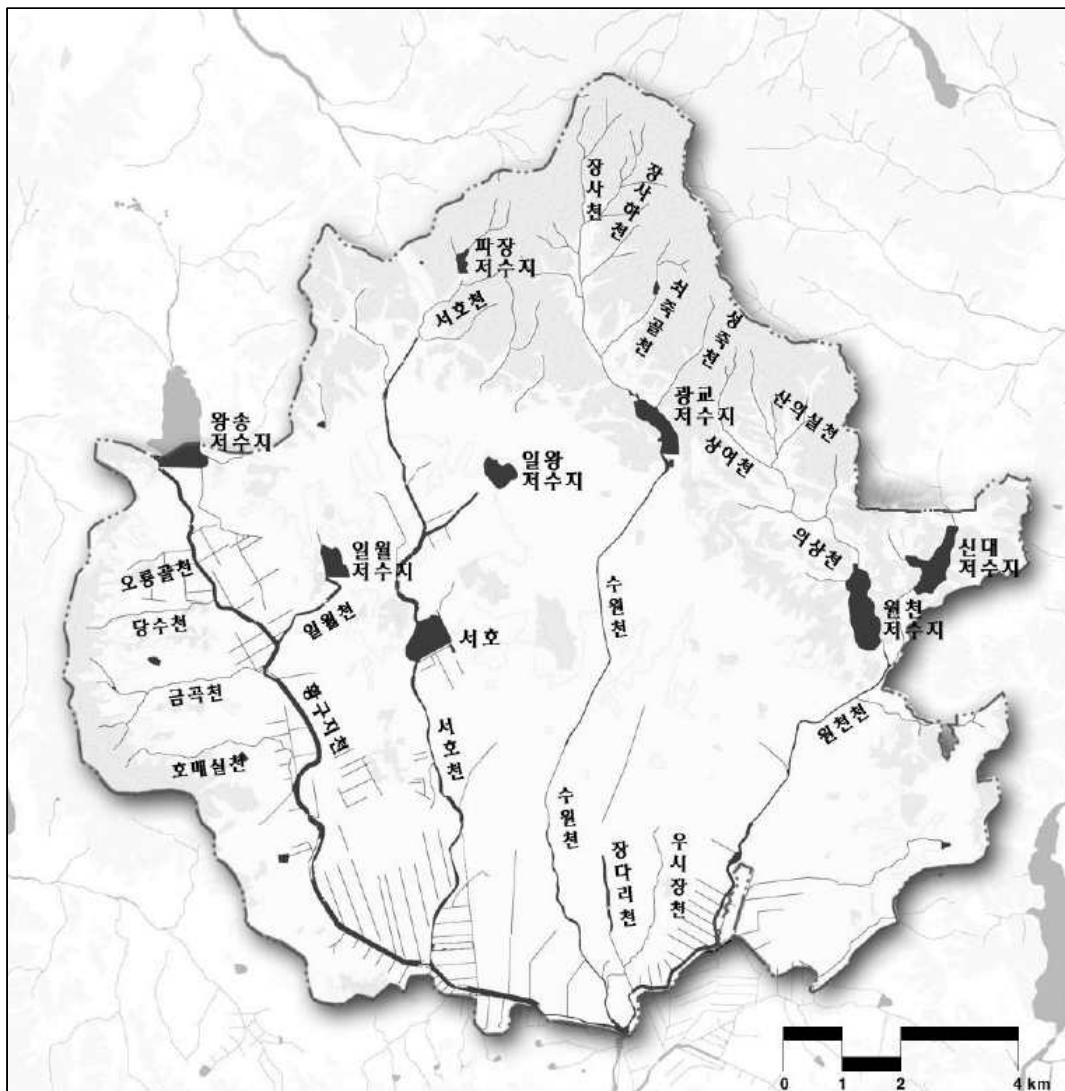 장사천
장사하천
파장
저수지
서호천
쇠죽골천
성죽천
광교
저수지
산의실천
상여천
왕송
저수지
일왕
저수지
일월
저수지
의상천
신대
저수지
오룡골천
당수천
일월천
서호
수원천
원천
저수지
금곡천
황구지천
호매실천
서호천
원천천
수원천
장다리천
우시장천
0 1 2 4 km